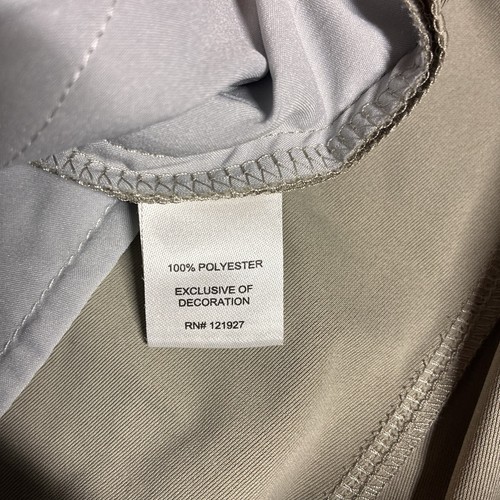 100% POLYESTER
EXCLUSIVE OF
DECORATION
RN# 121927